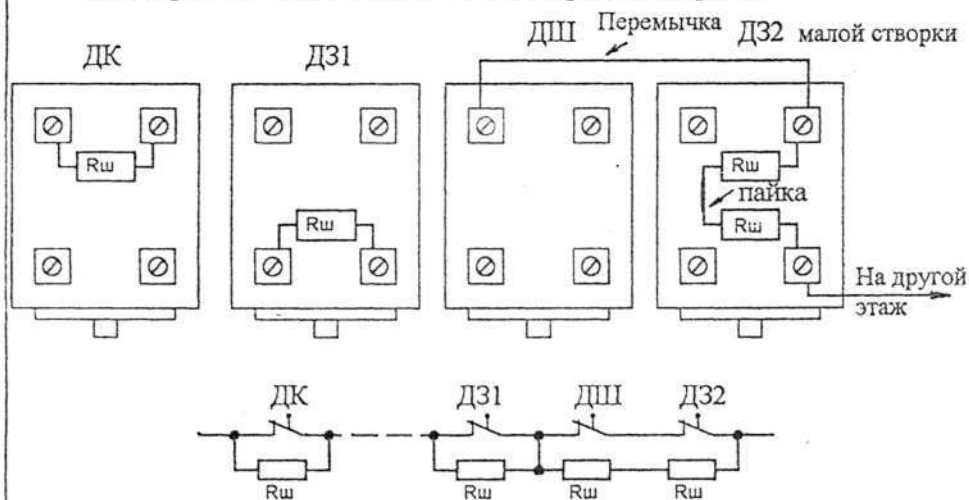 Перемычка
ДК
ДЗ1
ДШ
ДЗ2 малой створки
Rш
Rш
Rш
пайка
Rш
На другой
этаж
ДК
ДЗ1
ДШ
ДЗ2
Rш
Rш
Rш
Rш